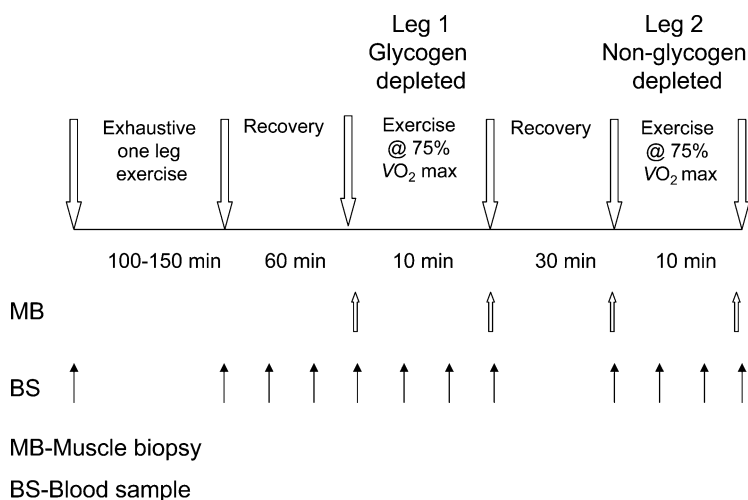 Leg 1
Glycogen
depleted
Leg 2
Non-glycogen
depleted
Exhaustive
one leg
exercise
Recovery
Exercise
@ 75%
VO₂ max
Recovery
Exercise
@ 75%
VO₂ max
100-150 min
60 min
10 min
30 min
10 min
MB
BS
MB-Muscle biopsy
BS-Blood sample